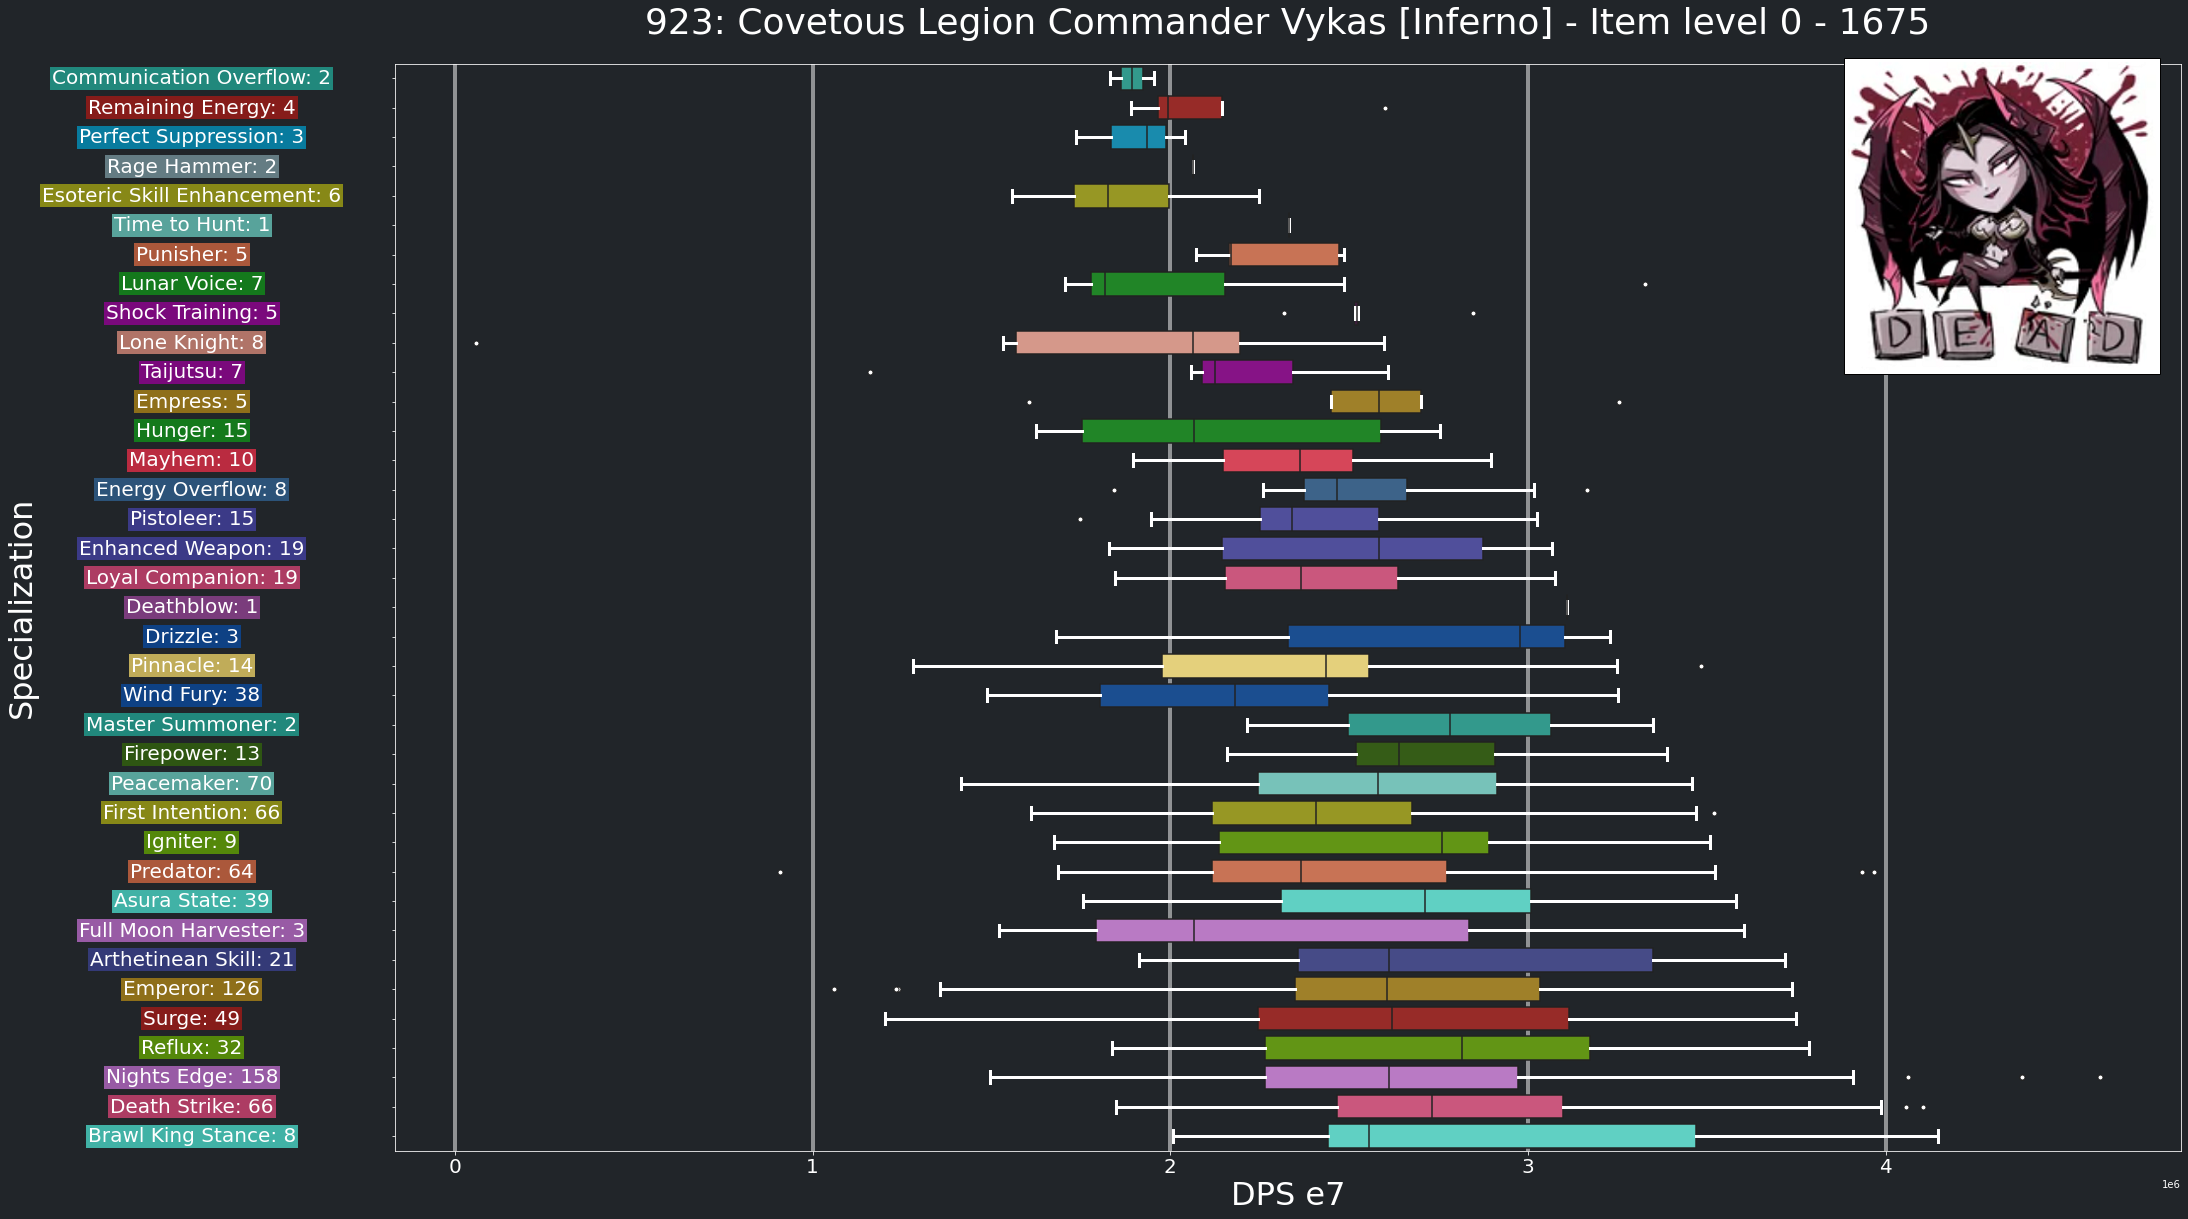 923: Covetous Legion Commander Vykas [Inferno] - Item level 0 - 1675
Communication Overflow: 2
Remaining Energy: 4
Perfect Suppression: 3
Rage Hammer: 2
Esoteric Skill Enhancement: 6
Time to Hunt: 1
Punisher: 5
Lunar Voice: 7
Shock Training: 5
Lone Knight: 8
Taijutsu: 7
Empress: 5
Hunger: 15
Mayhem: 10
Energy Overflow: 8
Pistoleer: 15
Enhanced Weapon: 19
Loyal Companion: 19
Deathblow: 1
Drizzle: 3
Pinnacle: 14
Wind Fury: 38
Master Summoner: 2
Firepower: 13
Peacemaker: 70
First Intention: 66
Igniter: 9
Predator: 64
Asura State: 39
Full Moon Harvester: 3
Arthetinean Skill: 21
Emperor: 126
Surge: 49
Reflux: 32
Nights Edge: 158
Death Strike: 66
Brawl King Stance: 8
Specialization
D E A D
0 1 2 3 4
DPS e7
1e6